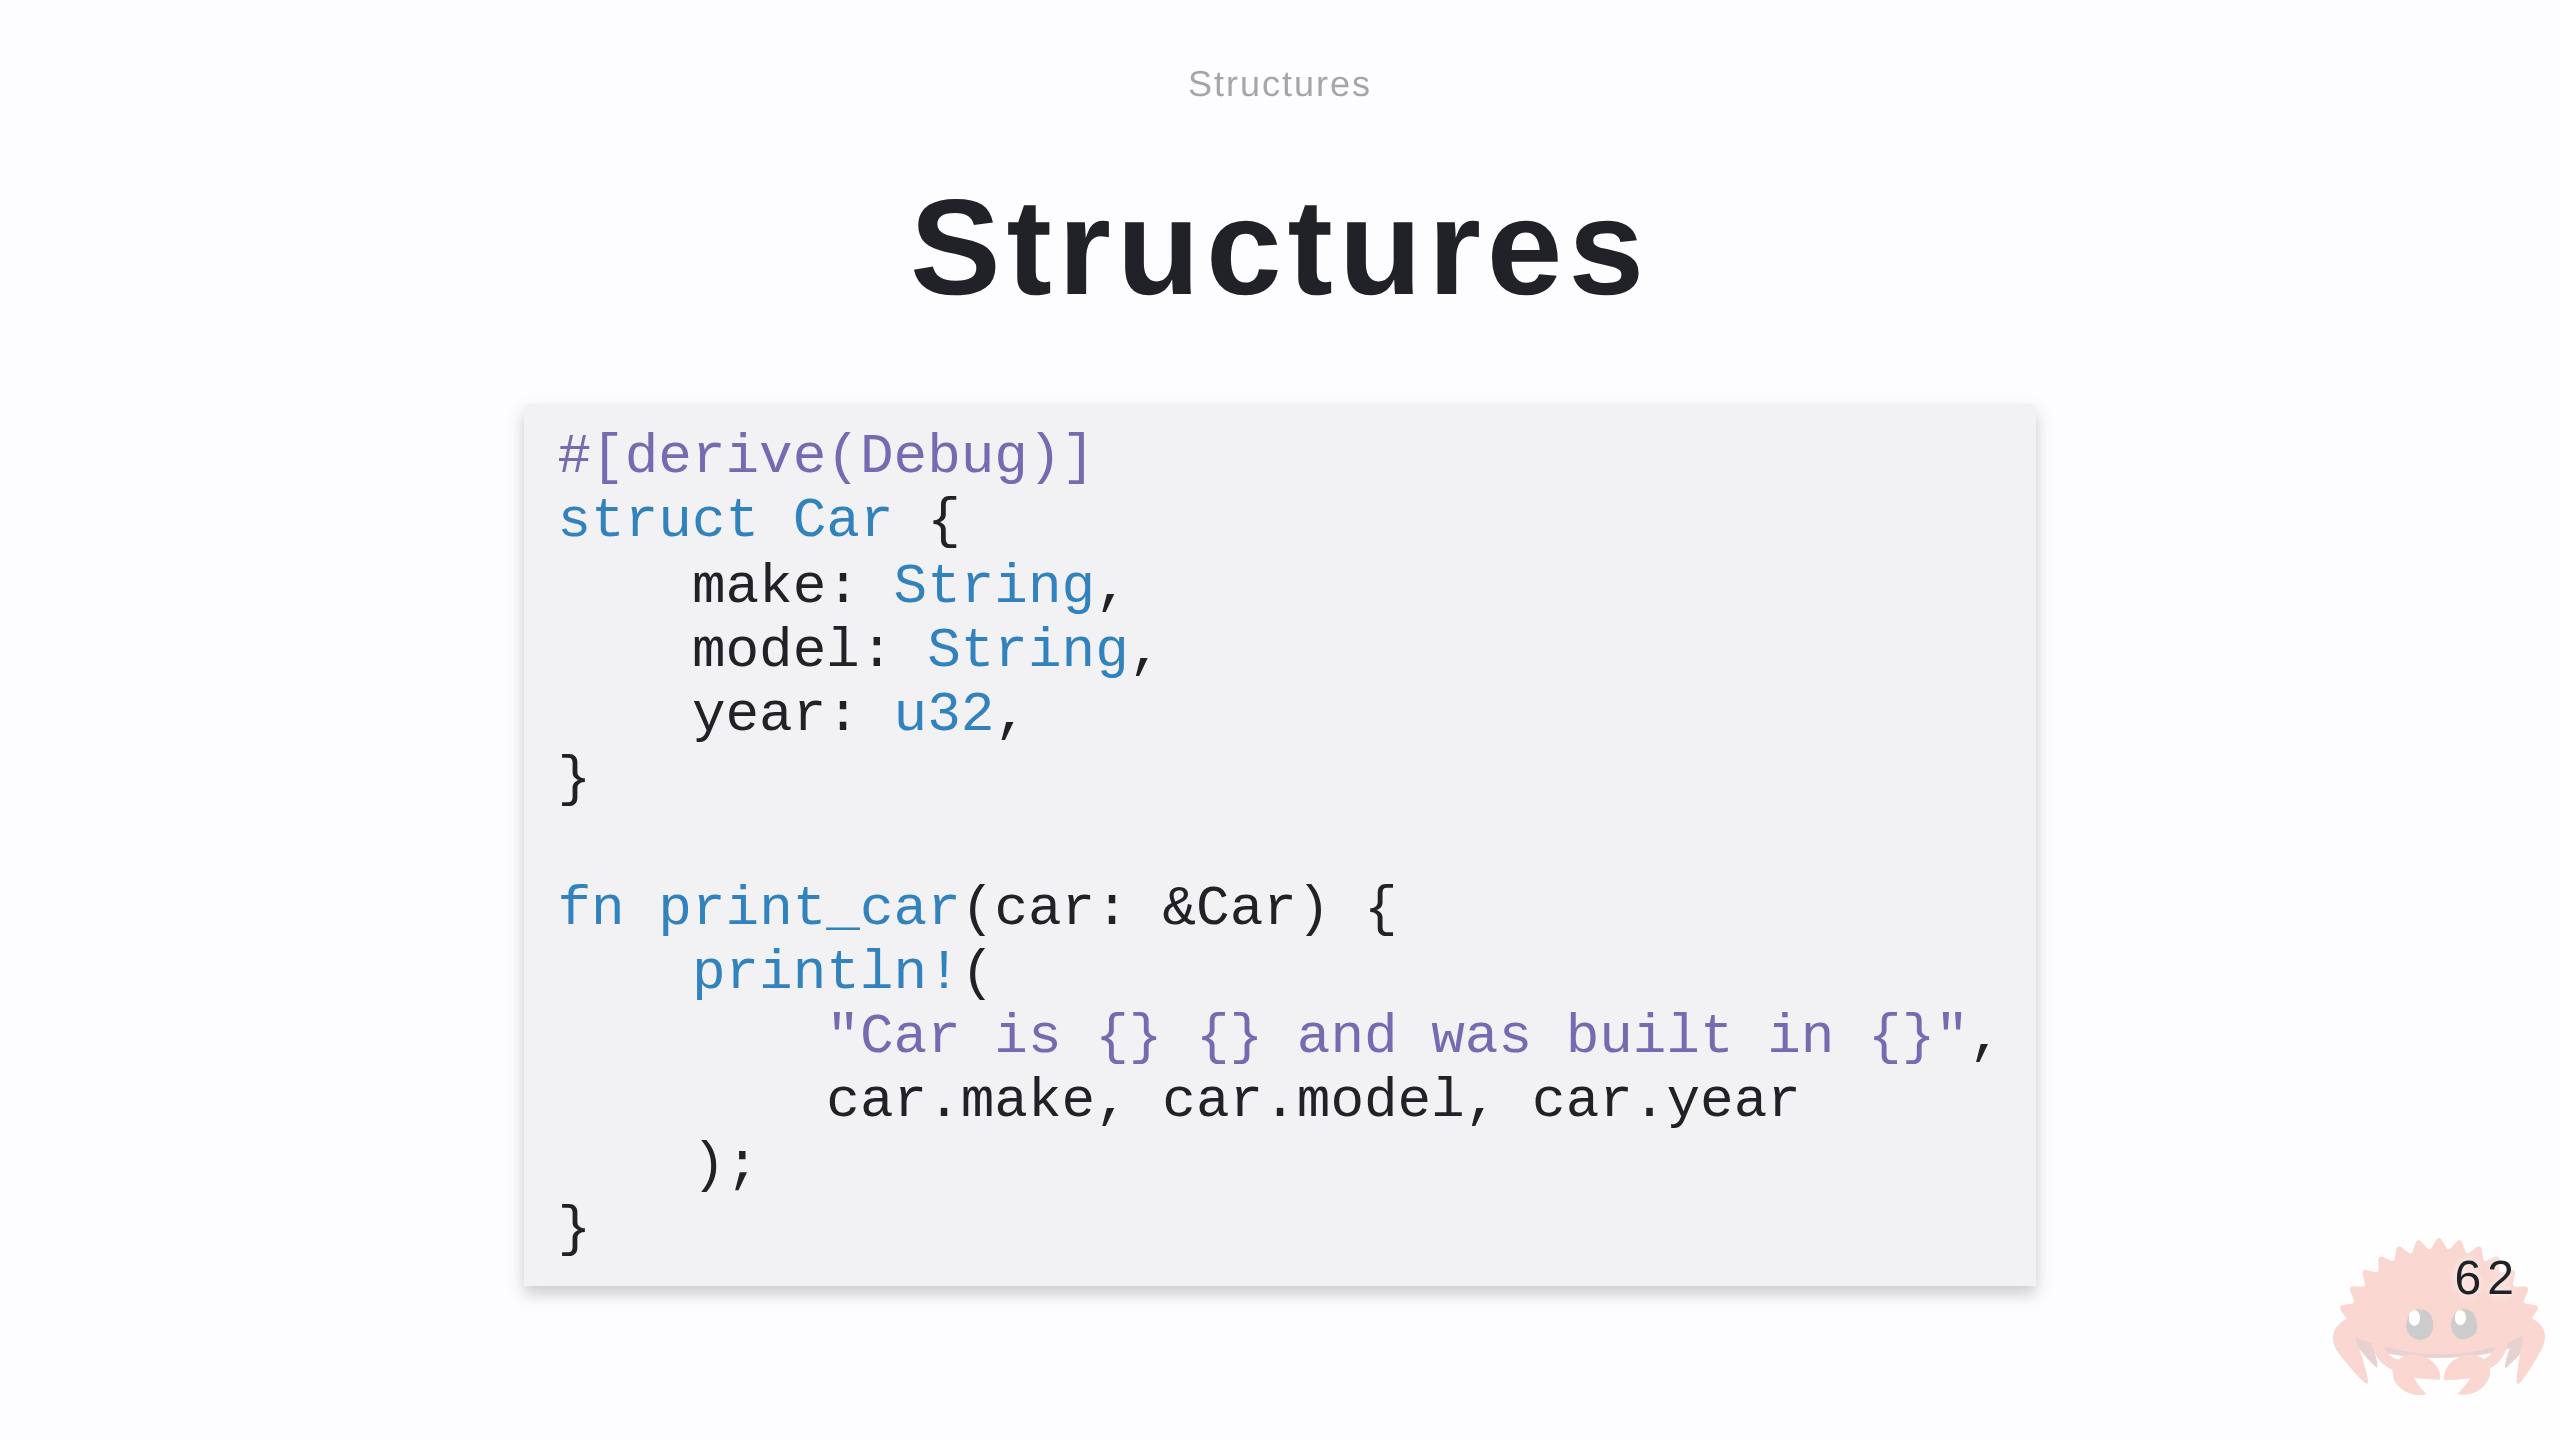 Structures
Structures
#[derive(Debug)]
struct Car {
    make: String,
    model: String,
    year: u32,
}

fn print_car(car: &Car) {
    println!(
        "Car is {} {} and was built in {}",
        car.make, car.model, car.year
    );
}
62